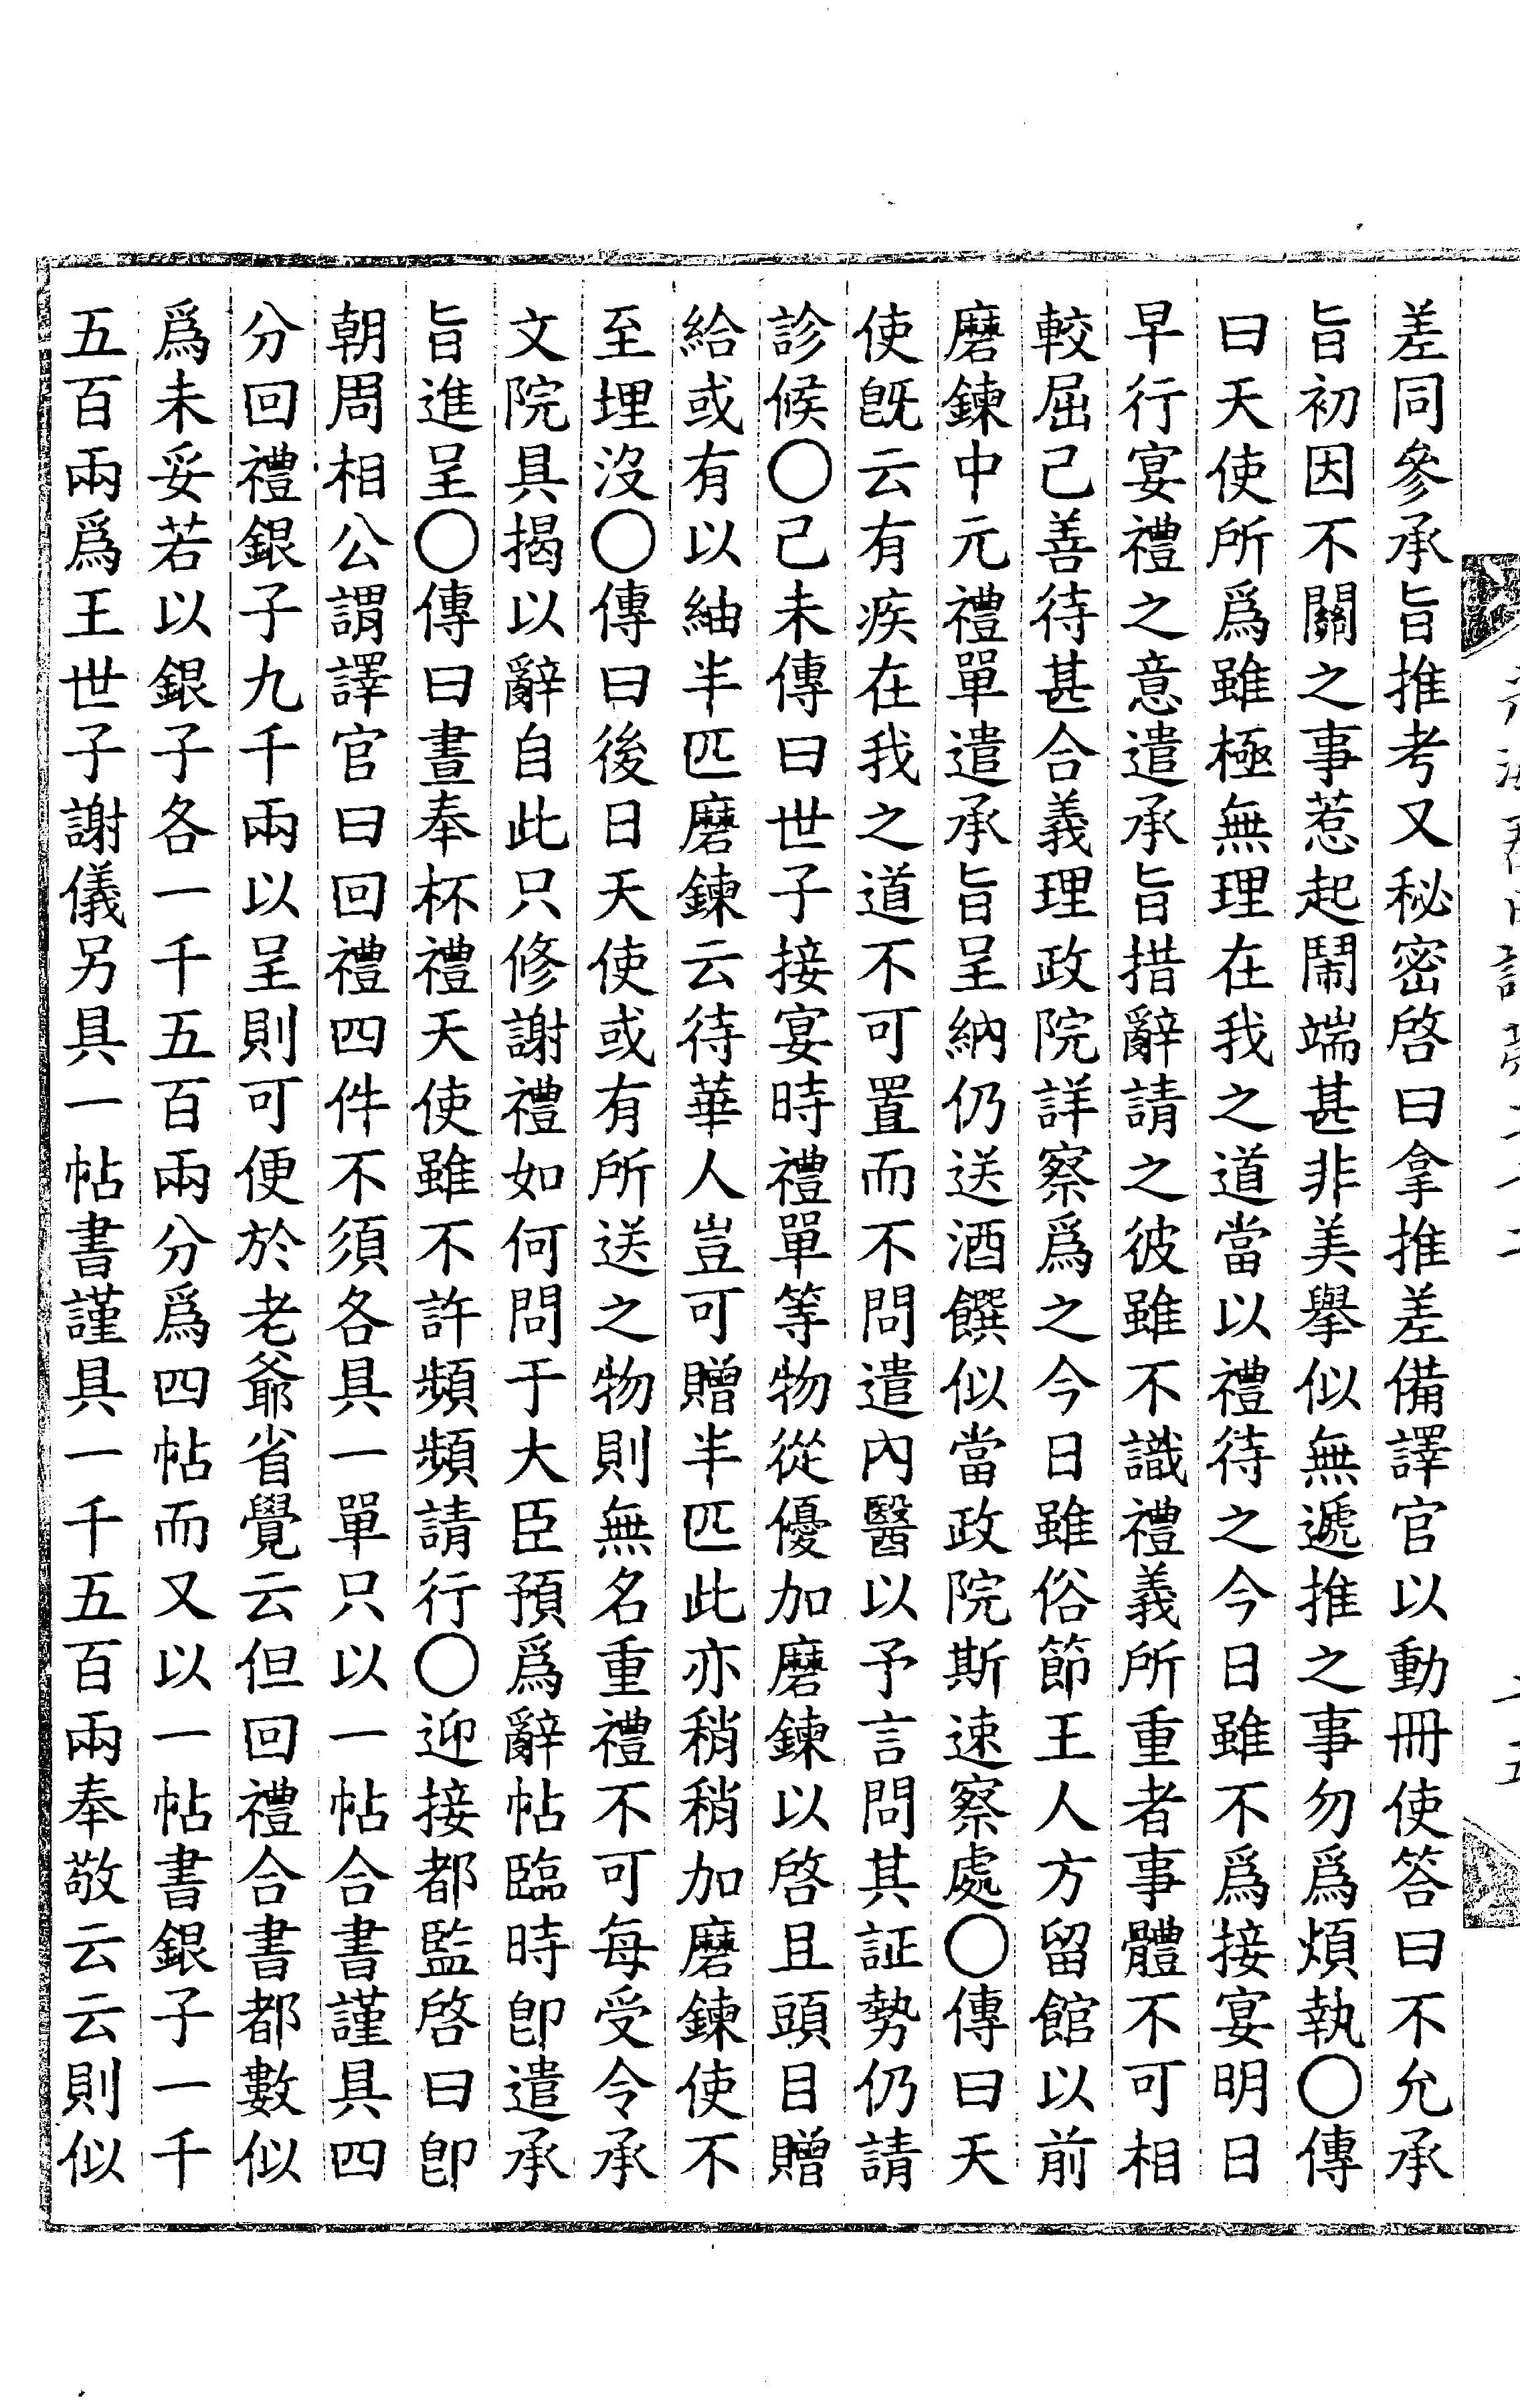 差同參承旨推考又秘密啓曰拿推差備譯官以動冊使答曰不允承
旨初因不關之事惹起鬧端甚非美擧似無遞推之事勿爲煩執〇傳
曰天使所爲雖極無理在我之道當以禮待之今日雖不爲接宴明日
早行宴禮之意遣承旨措辭請之彼雖不識禮義所重者事體不可相
較屈己善待甚合義理政院詳察爲之今日雖俗節王人方留館以前
磨鍊中元禮單遣承旨呈納仍送酒饌似當政院斯速察處〇傳曰天
使旣云有疾在我之道不可置而不問遣內醫以予言問其証勢仍請
診候〇己未傳曰世子接宴時禮單等物從優加磨鍊以啓且頭目贈
給或有以紬半匹磨鍊云待華人豈可贈半匹此亦稍稍加磨鍊使不
至埋沒〇傳曰後日天使或有所送之物則無名重禮不可每受令承
文院具揭以辭自此只修謝禮如何問于大臣預爲辭帖臨時卽遣承
旨進呈〇傳曰晝奉杯禮天使雖不許頻頻請行〇迎接都監啓曰卽
朝周相公謂譯官曰回禮四件不須各具一單只以一帖合書謹具四
分回禮銀子九千兩以呈則可便於老爺省覺云但回禮合書都數似
爲未妥若以銀子各一千五百兩分爲四帖而又以一帖書銀子一千
五百兩爲王世子謝儀另具一帖書謹具一千五百兩奉敬云云則似